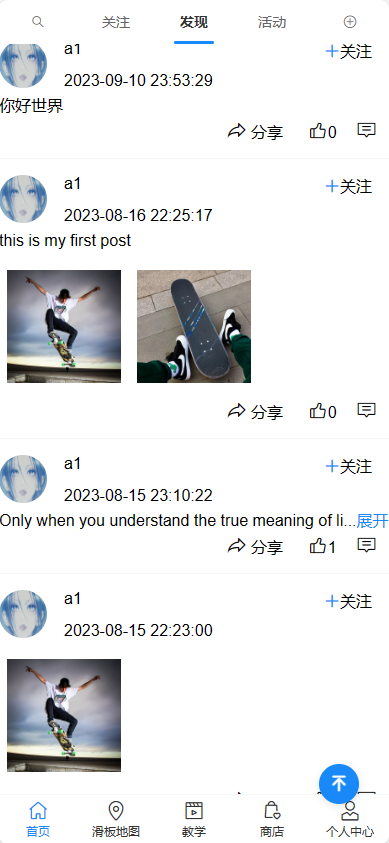 关注 发现 活动
a1
+关注
2023-09-10 23:53:29
你好世界
分享 0
a1
+关注
2023-08-16 22:25:17
this is my first post
分享 0
a1
+关注
2023-08-15 23:10:22
Only when you understand the true meaning of li...展开
分享 1
a1
+关注
2023-08-15 22:23:00
首页 滑板地图 教学 商店 个人中心